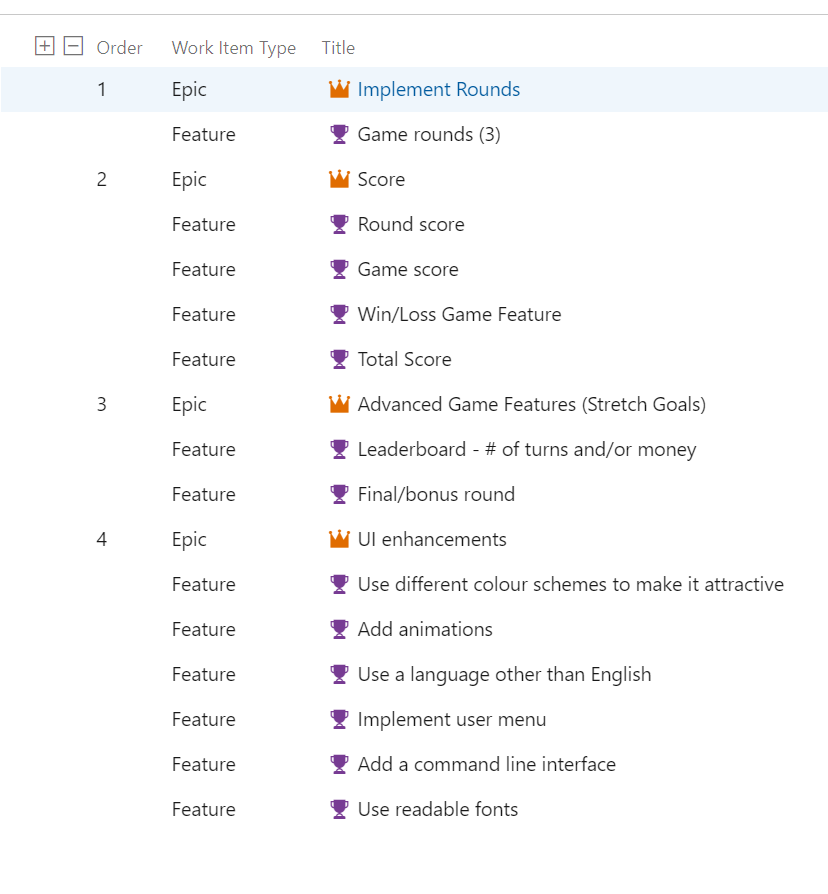 Order Work Item Type Title
1 Epic Implement Rounds
Feature Game rounds (3)
2 Epic Score
Feature Round score
Feature Game score
Feature Win/Loss Game Feature
Feature Total Score
3 Epic Advanced Game Features (Stretch Goals)
Feature Leaderboard - # of turns and/or money
Feature Final/bonus round
4 Epic UI enhancements
Feature Use different colour schemes to make it attractive
Feature Add animations
Feature Use a language other than English
Feature Implement user menu
Feature Add a command line interface
Feature Use readable fonts